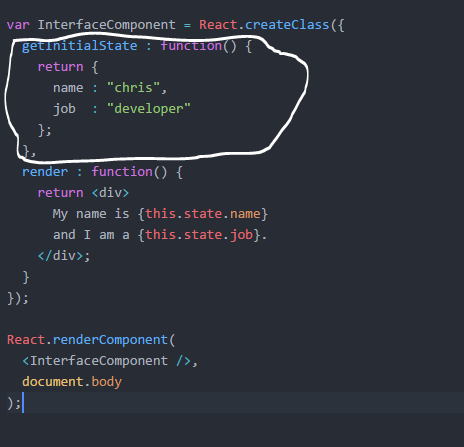 var InterfaceComponent = React.createClass({
  getInitialState : function() {
    return {
      name : "chris",
      job  : "developer"
    };
  },
  render : function() {
    return <div>
      My name is {this.state.name}
      and I am a {this.state.job}.
    </div>;
  }
});

React.renderComponent(
  <InterfaceComponent />,
  document.body
);